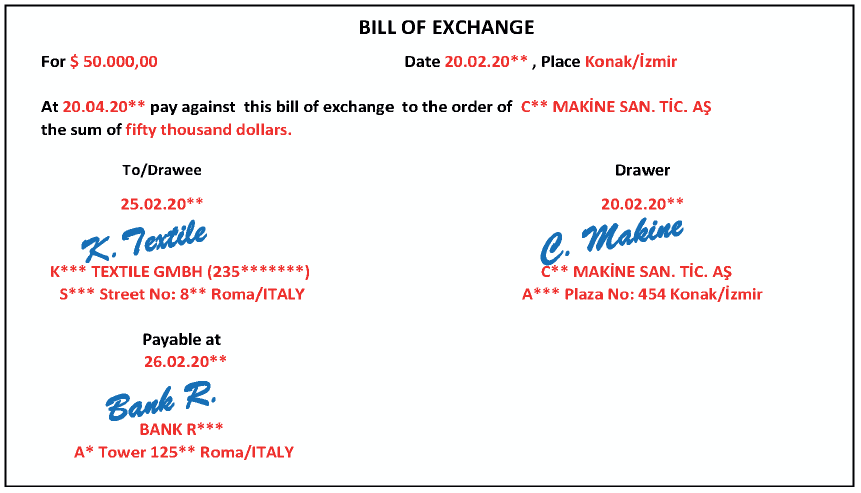 BILL OF EXCHANGE
For $ 50.000,00 Date 20.02.20** , Place Konak/İzmir
At 20.04.20** pay against this bill of exchange to the order of C** MAKİNE SAN. TİC. AŞ
the sum of fifty thousand dollars.
To/Drawee Drawer
25.02.20** 20.02.20**
K. Textile C. Makine
K*** TEXTILE GMBH (235*******) C** MAKİNE SAN. TİC. AŞ
S*** Street No: 8** Roma/ITALY A*** Plaza No: 454 Konak/İzmir
Payable at
26.02.20**
Bank R.
BANK R***
A* Tower 125** Roma/ITALY